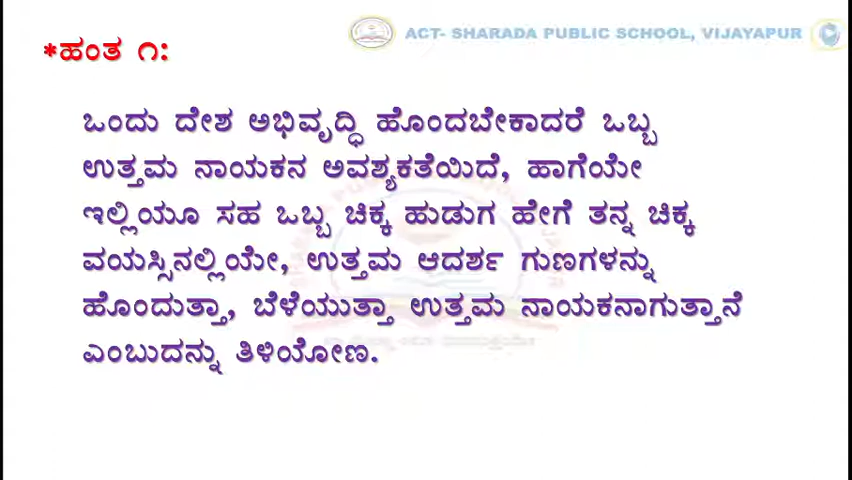 ACT- SHARADA PUBLIC SCHOOL, VIJAYAPUR
*ಹಂತ ೧:
ಒಂದು ದೇಶ ಅಭಿವೃದ್ಧಿ ಹೊಂದಬೇಕಾದರೆ ಒಬ್ಬ
ಉತ್ತಮ ನಾಯಕನ ಅವಶ್ಯಕತೆಯಿದೆ, ಹಾಗೆಯೇ
ಇಲ್ಲಿಯೂ ಸಹ ಒಬ್ಬ ಚಿಕ್ಕ ಹುಡುಗ ಹೇಗೆ ತನ್ನ ಚಿಕ್ಕ
ವಯಸ್ಸಿನಲ್ಲಿಯೇ, ಉತ್ತಮ ಆದರ್ಶ ಗುಣಗಳನ್ನು
ಹೊಂದುತ್ತಾ, ಬೆಳೆಯುತ್ತಾ ಉತ್ತಮ ನಾಯಕನಾಗುತ್ತಾನೆ
ಎಂಬುದನ್ನು ತಿಳಿಯೋಣ.